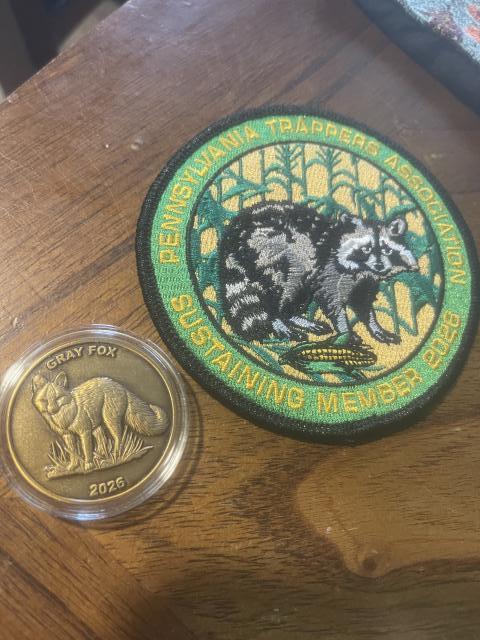 PENNSYLVANIA TRAPPERS ASSOCIATION
SUSTAINING MEMBER 2026
GRAY FOX
2026